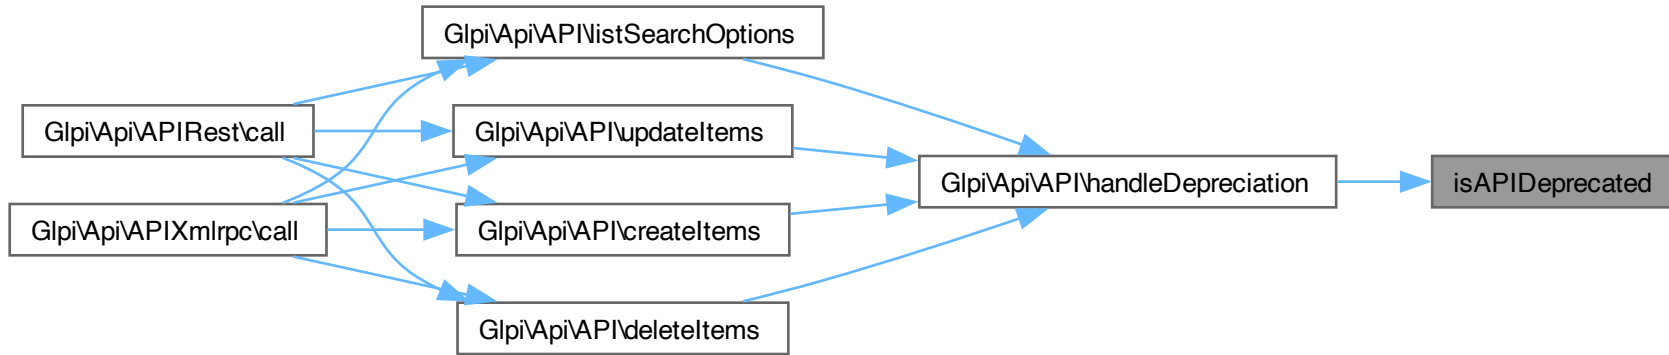 Glpi\Api\API\listSearchOptions
Glpi\Api\APIRest\call
Glpi\Api\API\updateItems
Glpi\Api\API\handleDepreciation
isAPIDeprecated
Glpi\Api\APIXmlrpc\call
Glpi\Api\API\createItems
Glpi\Api\API\deleteItems